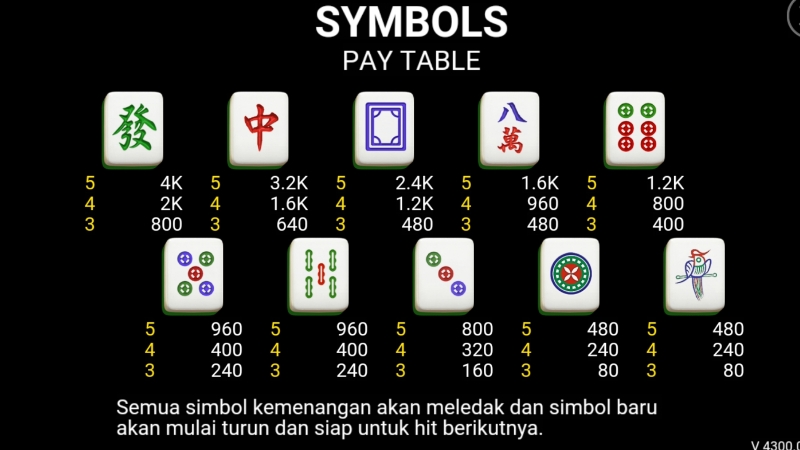 SYMBOLS
PAY TABLE
發 中 八萬
5 4K 5 3.2K 5 2.4K 5 1.6K 5 1.2K
4 2K 4 1.6K 4 1.2K 4 960 4 800
3 800 3 640 3 480 3 480 3 400
5 960 5 960 5 800 5 480 5 480
4 400 4 400 4 320 4 240 4 240
3 240 3 240 3 160 3 80 3 80
Semua simbol kemenangan akan meledak dan simbol baru
akan mulai turun dan siap untuk hit berikutnya.
V 4300.